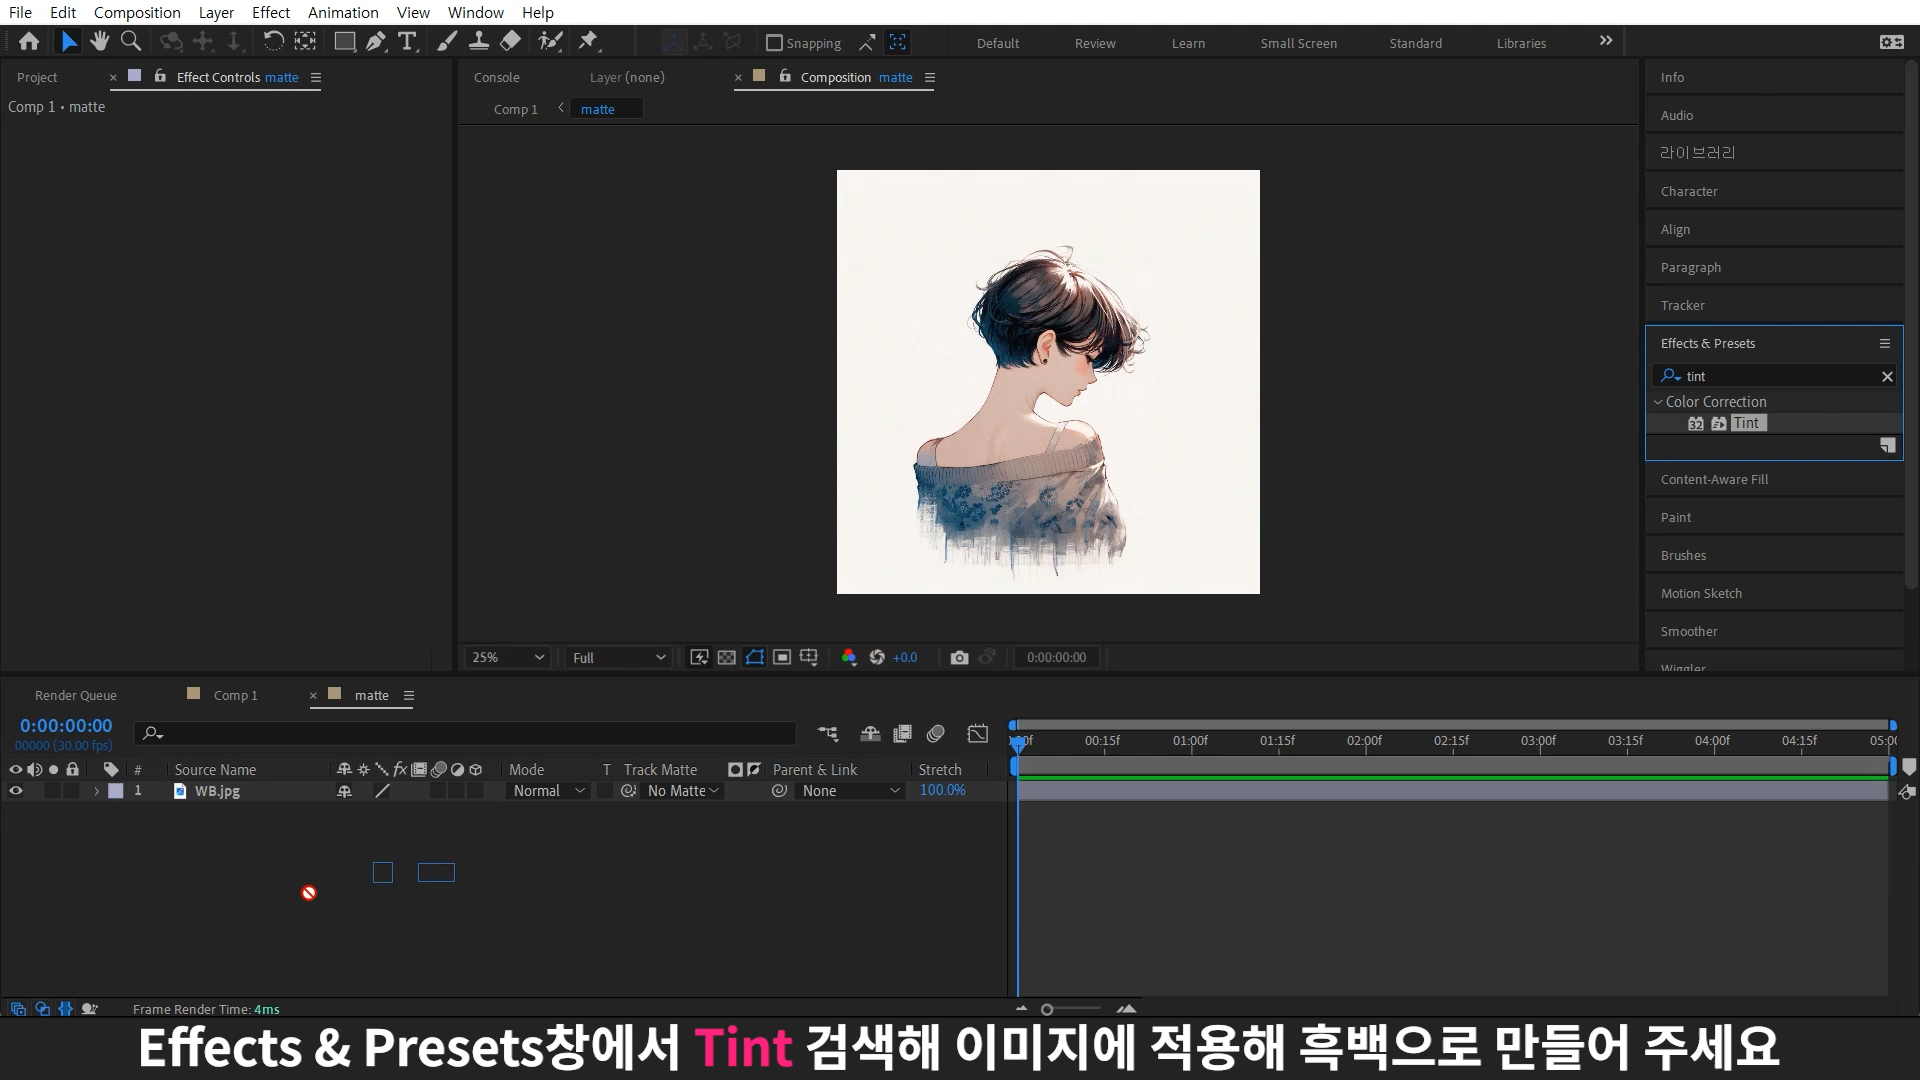 File Edit Composition Layer Effect Animation View Window Help
Snapping Default Review Learn Small Screen Standard Libraries
Project Effect Controls matte
Comp 1 • matte
Console Layer (none) Composition matte
Comp 1 matte
Info
Audio
라이브러리
Character
Align
Paragraph
Tracker
Effects & Presets
tint
Color Correction
32 Tint
Content-Aware Fill
Paint
Brushes
Motion Sketch
Smoother
Wiggler
25% Full +0.0 0:00:00:00
Render Queue Comp 1 matte
0:00:00:00
00000 (30.00 fps)
00:15f 01:00f 01:15f 02:00f 02:15f 03:00f 03:15f 04:00f 04:15f 05:00
# Source Name Mode T Track Matte Parent & Link Stretch
1 WB.jpg Normal No Matte None 100.0%
Frame Render Time: 4ms
Effects & Presets창에서 Tint 검색해 이미지에 적용해 흑백으로 만들어 주세요